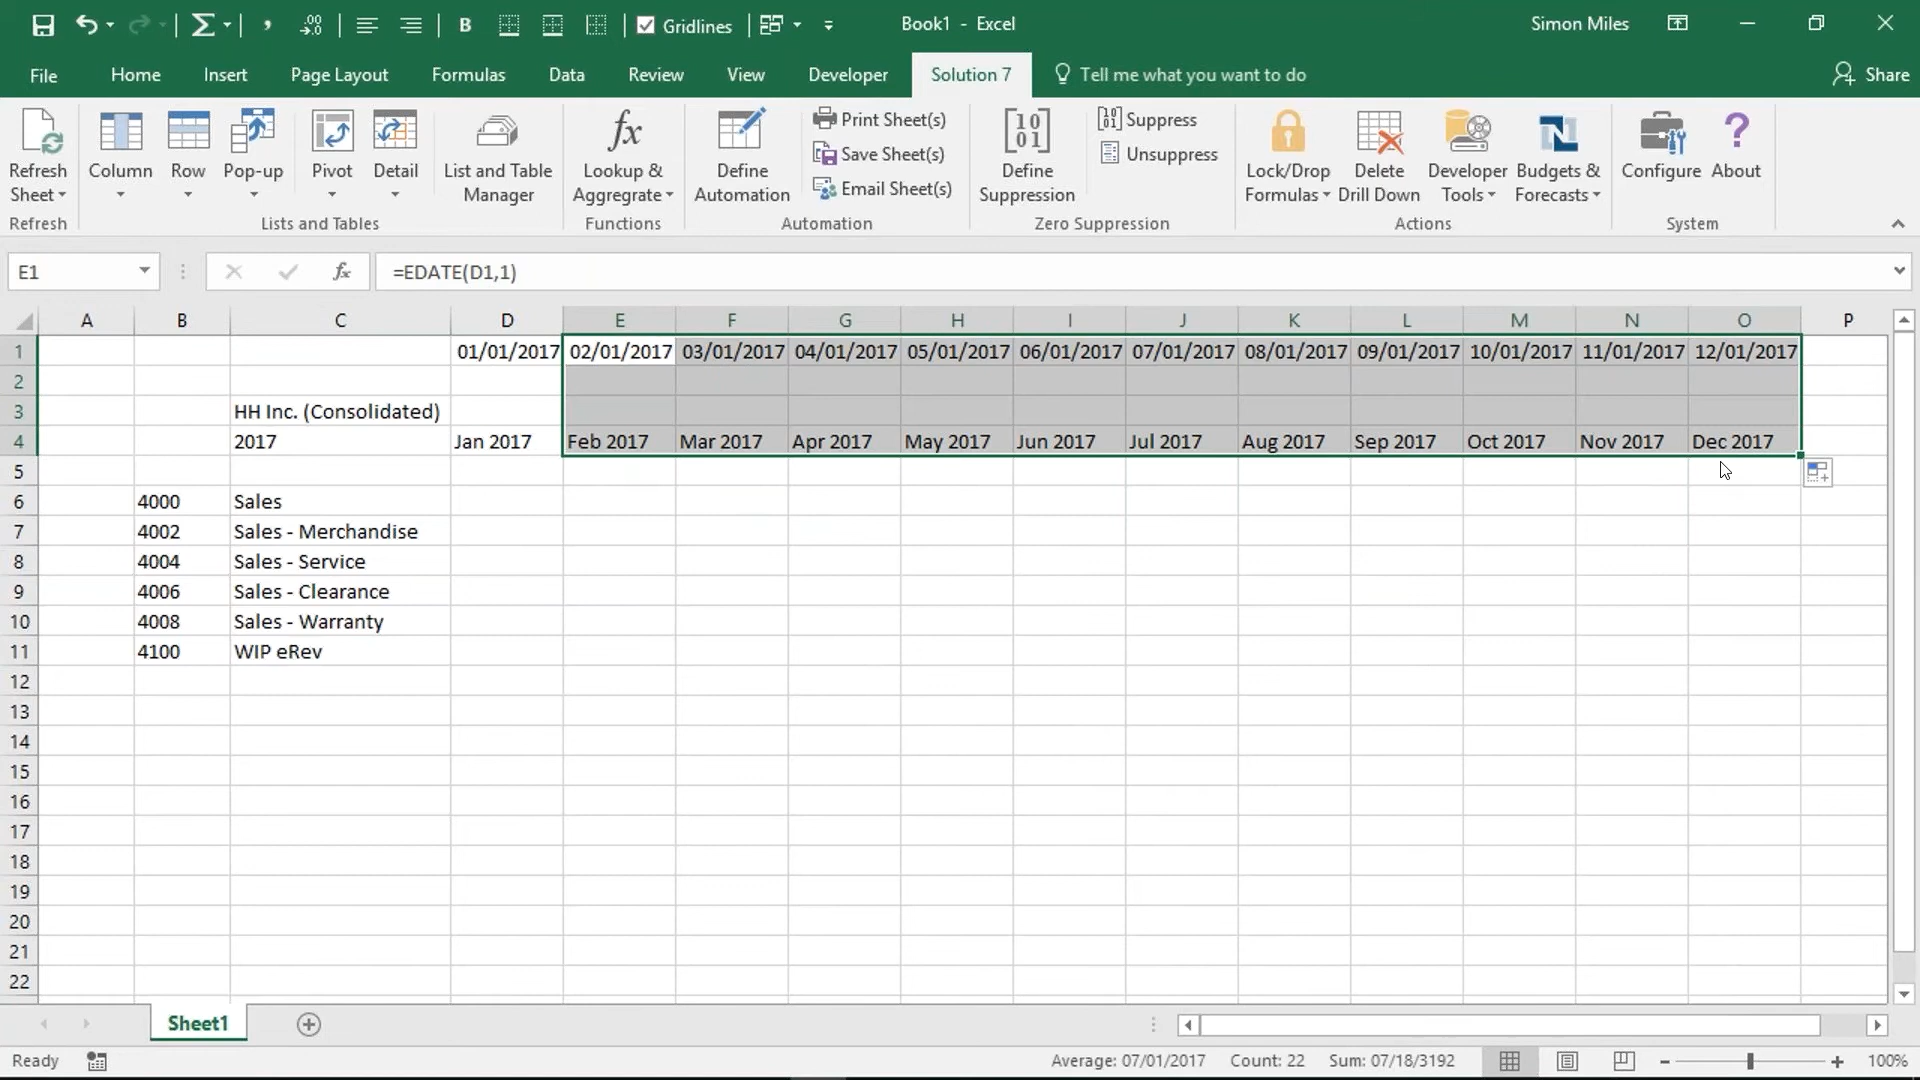 Gridlines
Book1 - Excel
Simon Miles
File Home Insert Page Layout Formulas Data Review View Developer Solution 7 Tell me what you want to do Share
Refresh Sheet
Column
Row
Pop-up
Pivot
Detail
List and Table Manager
Lookup & Aggregate
Define Automation
Print Sheet(s)
Save Sheet(s)
Email Sheet(s)
Define Suppression
Suppress
Unsuppress
Lock/Drop Formulas
Delete Drill Down
Developer Tools
Budgets & Forecasts
Configure
About
Refresh Lists and Tables Functions Automation Zero Suppression Actions System
E1 fx =EDATE(D1,1)
A B C D E F G H I J K L M N O P
1 01/01/2017 02/01/2017 03/01/2017 04/01/2017 05/01/2017 06/01/2017 07/01/2017 08/01/2017 09/01/2017 10/01/2017 11/01/2017 12/01/2017
2
3 HH Inc. (Consolidated)
4 2017 Jan 2017 Feb 2017 Mar 2017 Apr 2017 May 2017 Jun 2017 Jul 2017 Aug 2017 Sep 2017 Oct 2017 Nov 2017 Dec 2017
5
6 4000 Sales
7 4002 Sales - Merchandise
8 4004 Sales - Service
9 4006 Sales - Clearance
10 4008 Sales - Warranty
11 4100 WIP eRev
12
13
14
15
16
17
18
19
20
21
22
Sheet1
Ready Average: 07/01/2017 Count: 22 Sum: 07/18/3192 100%